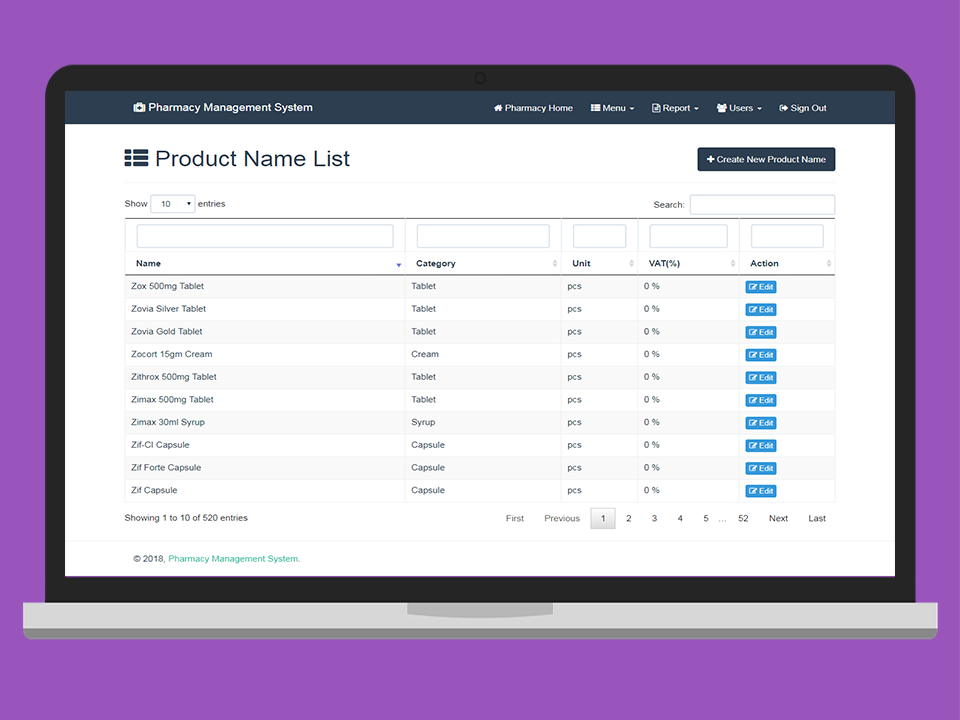 Pharmacy Management System Pharmacy Home Menu Report Users Sign Out
Product Name List Create New Product Name
Show 10 entries Search:
Name Category Unit VAT(%) Action
Zox 500mg Tablet Tablet pcs 0 % Edit
Zovia Silver Tablet Tablet pcs 0 % Edit
Zovia Gold Tablet Tablet pcs 0 % Edit
Zocort 15gm Cream Cream pcs 0 % Edit
Zithrox 500mg Tablet Tablet pcs 0 % Edit
Zimax 500mg Tablet Tablet pcs 0 % Edit
Zimax 30ml Syrup Syrup pcs 0 % Edit
Zif-CI Capsule Capsule pcs 0 % Edit
Zif Forte Capsule Capsule pcs 0 % Edit
Zif Capsule Capsule pcs 0 % Edit
Showing 1 to 10 of 520 entries First Previous 1 2 3 4 5 … 52 Next Last
© 2018, Pharmacy Management System.